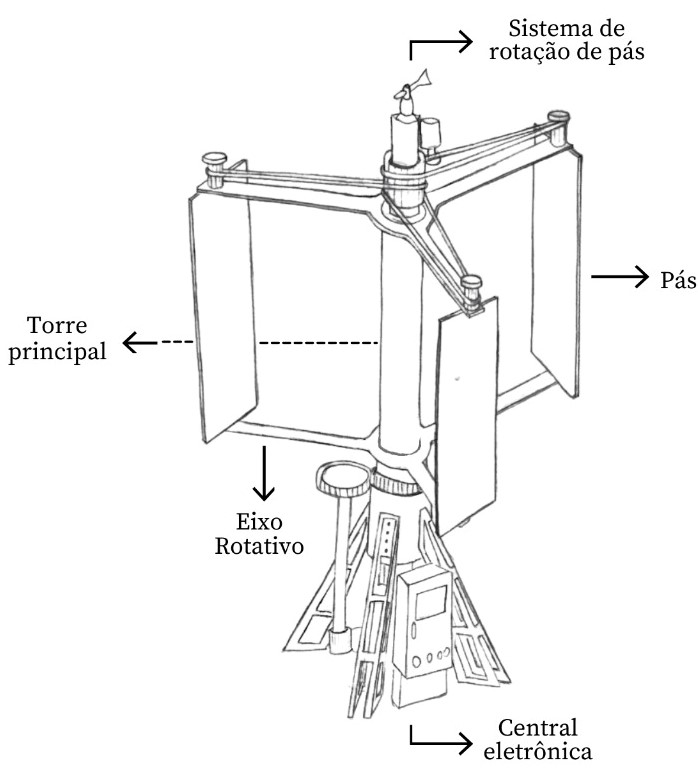 Sistema de
rotação de pás
Pás
Torre
principal
Eixo
Rotativo
Central
eletrônica